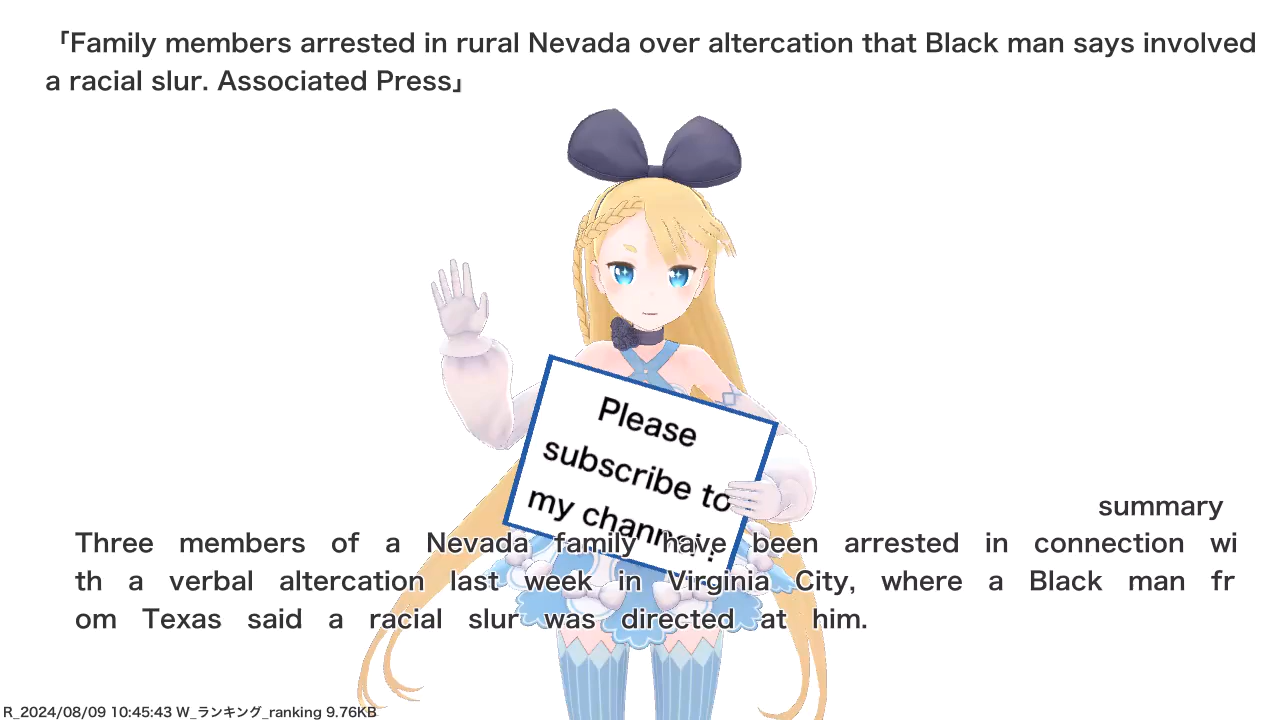 「Family members arrested in rural Nevada over altercation that Black man says involved
a racial slur. Associated Press」
Please
subscribe to
my channel!
summary
Three members of a Nevada family have been arrested in connection wi
th a verbal altercation last week in Virginia City, where a Black man fr
om Texas said a racial slur was directed at him.
R_2024/08/09 10:45:43 W_ランキング_ranking 9.76KB